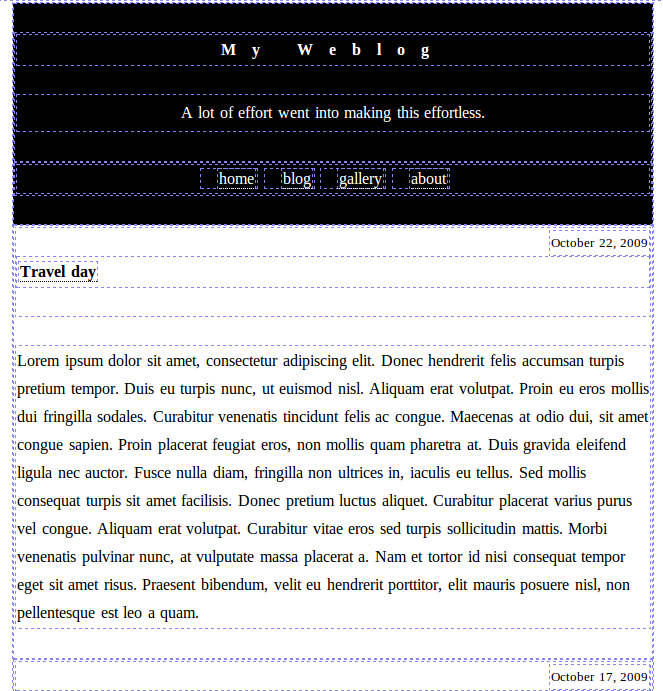 My Weblog
A lot of effort went into making this effortless.
home blog gallery about
October 22, 2009
Travel day
Lorem ipsum dolor sit amet, consectetur adipiscing elit. Donec hendrerit felis accumsan turpis
pretium tempor. Duis eu turpis nunc, ut euismod nisl. Aliquam erat volutpat. Proin eu eros mollis
dui fringilla sodales. Curabitur venenatis tincidunt felis ac congue. Maecenas at odio dui, sit amet
congue sapien. Proin placerat feugiat eros, non mollis quam pharetra at. Duis gravida eleifend
ligula nec auctor. Fusce nulla diam, fringilla non ultrices in, iaculis eu tellus. Sed mollis
consequat turpis sit amet facilisis. Donec pretium luctus aliquet. Curabitur placerat varius purus
vel congue. Aliquam erat volutpat. Curabitur vitae eros sed turpis sollicitudin mattis. Morbi
venenatis pulvinar nunc, at vulputate massa placerat a. Nam et tortor id nisi consequat tempor
eget sit amet risus. Praesent bibendum, velit eu hendrerit porttitor, elit mauris posuere nisl, non
pellentesque est leo a quam.
October 17, 2009